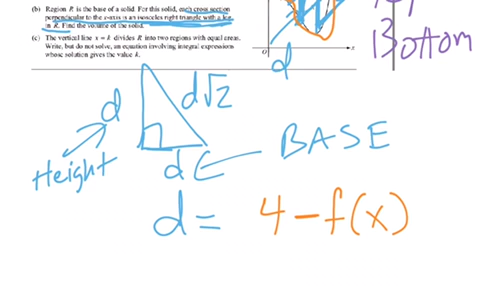 (b) Region R is the base of a solid. For this solid, each cross section
perpendicular to the x-axis is an isosceles right triangle with a leg
in R. Find the volume of the solid.
(c) The vertical line x = k divides R into two regions with equal areas.
Write, but do not solve, an equation involving integral expressions
whose solution gives the value k.
O
x
d
Bottom
d
d√2
Height
d
BASE
d = 4 - f(x)